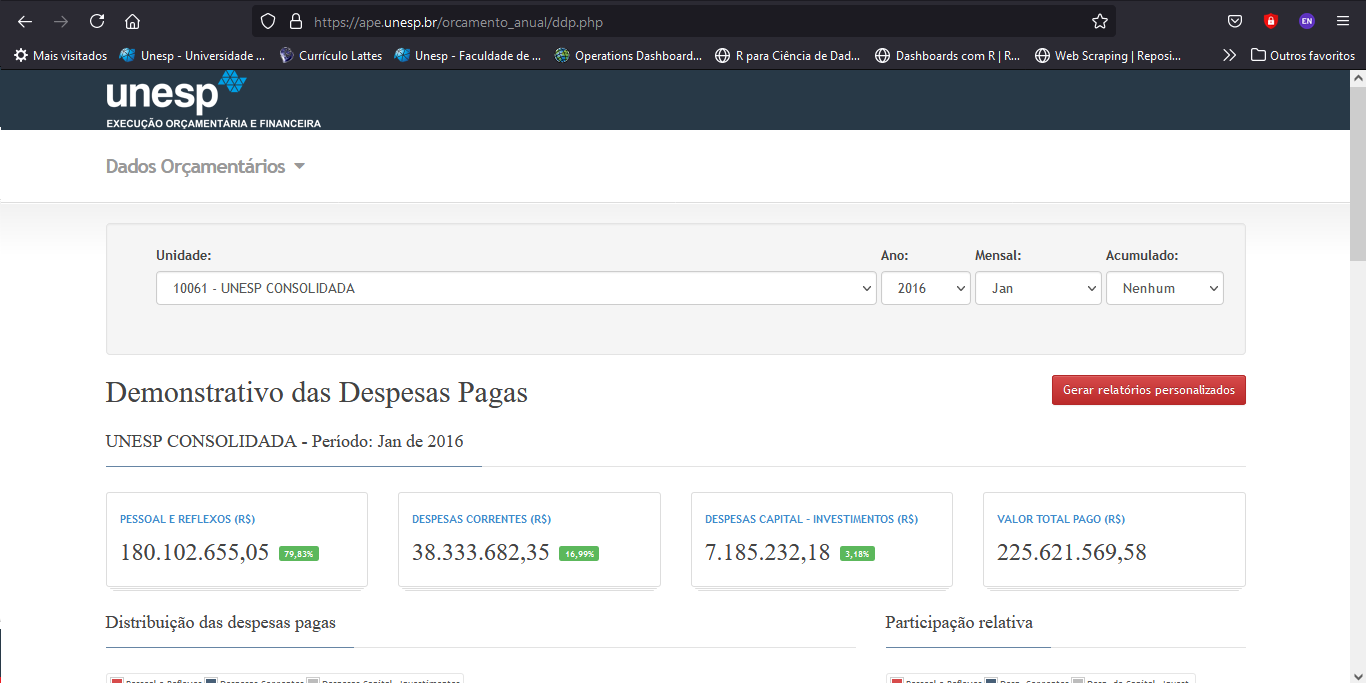 https://ape.unesp.br/orcamento_anual/ddp.php
EN
Mais visitados Unesp - Universidade ... Currículo Lattes Unesp - Faculdade de ... Operations Dashboard... R para Ciência de Dad... Dashboards com R | R... Web Scraping | Reposi... Outros favoritos
unesp
EXECUÇÃO ORÇAMENTÁRIA E FINANCEIRA
Dados Orçamentários
Unidade: Ano: Mensal: Acumulado:
10061 - UNESP CONSOLIDADA 2016 Jan Nenhum
Demonstrativo das Despesas Pagas
Gerar relatórios personalizados
UNESP CONSOLIDADA - Período: Jan de 2016
PESSOAL E REFLEXOS (R$) DESPESAS CORRENTES (R$) DESPESAS CAPITAL - INVESTIMENTOS (R$) VALOR TOTAL PAGO (R$)
180.102.655,05 79,83% 38.333.682,35 16,99% 7.185.232,18 3,18% 225.621.569,58
Distribuição das despesas pagas Participação relativa